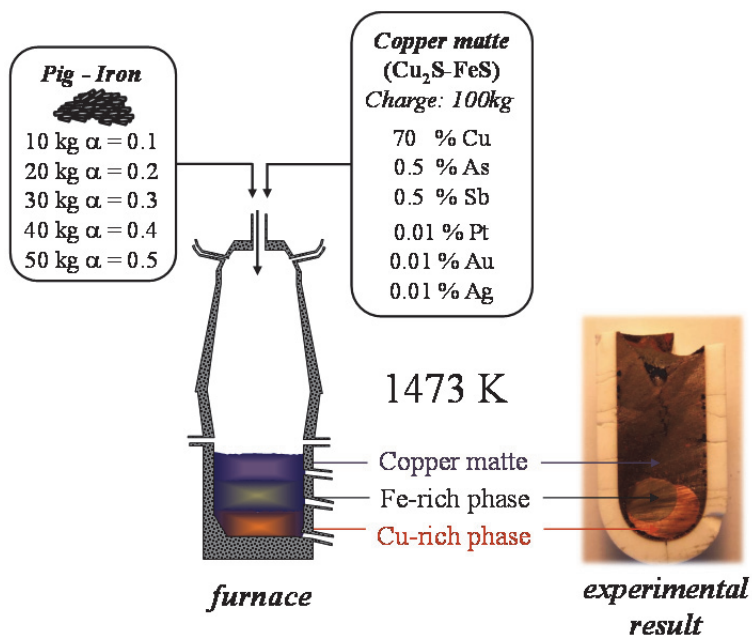 Pig - Iron
10 kg α = 0.1
20 kg α = 0.2
30 kg α = 0.3
40 kg α = 0.4
50 kg α = 0.5
Copper matte
(Cu₂S-FeS)
Charge: 100kg
70 % Cu
0.5 % As
0.5 % Sb
0.01 % Pt
0.01 % Au
0.01 % Ag
1473 K
Copper matte
Fe-rich phase
Cu-rich phase
furnace
experimental
result